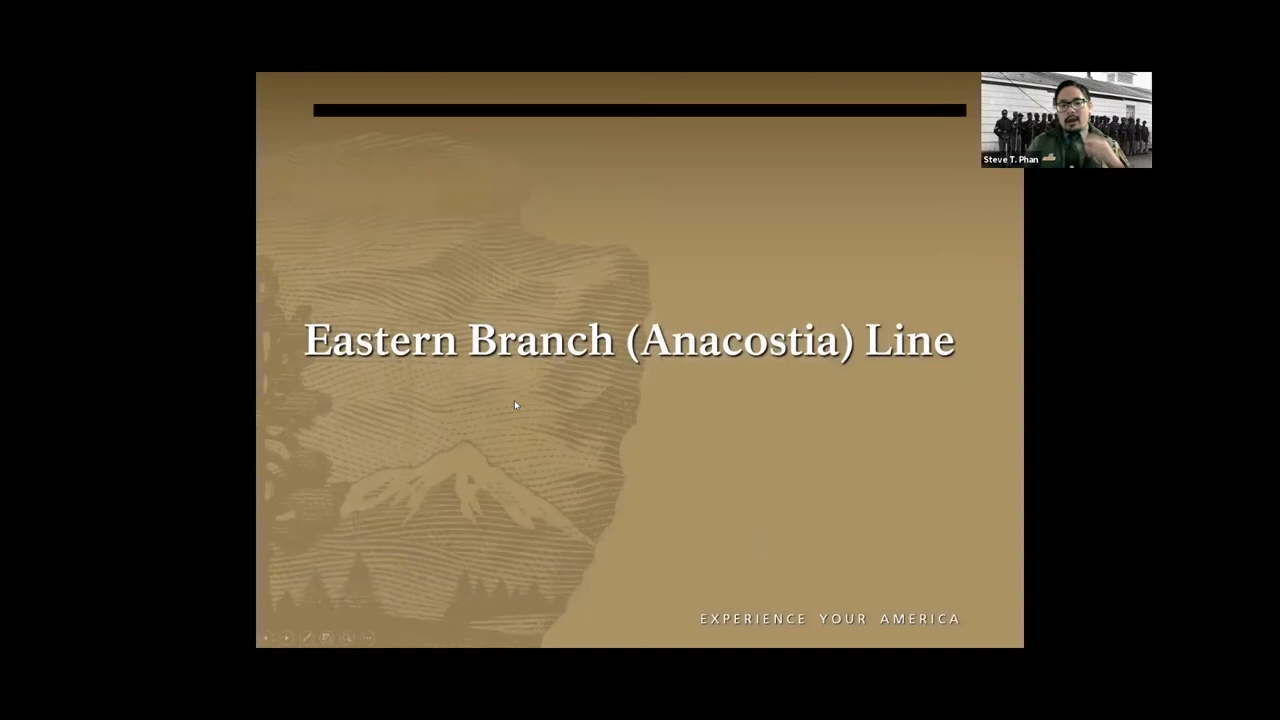 Steve T. Phan
Eastern Branch (Anacostia) Line
EXPERIENCE YOUR AMERICA